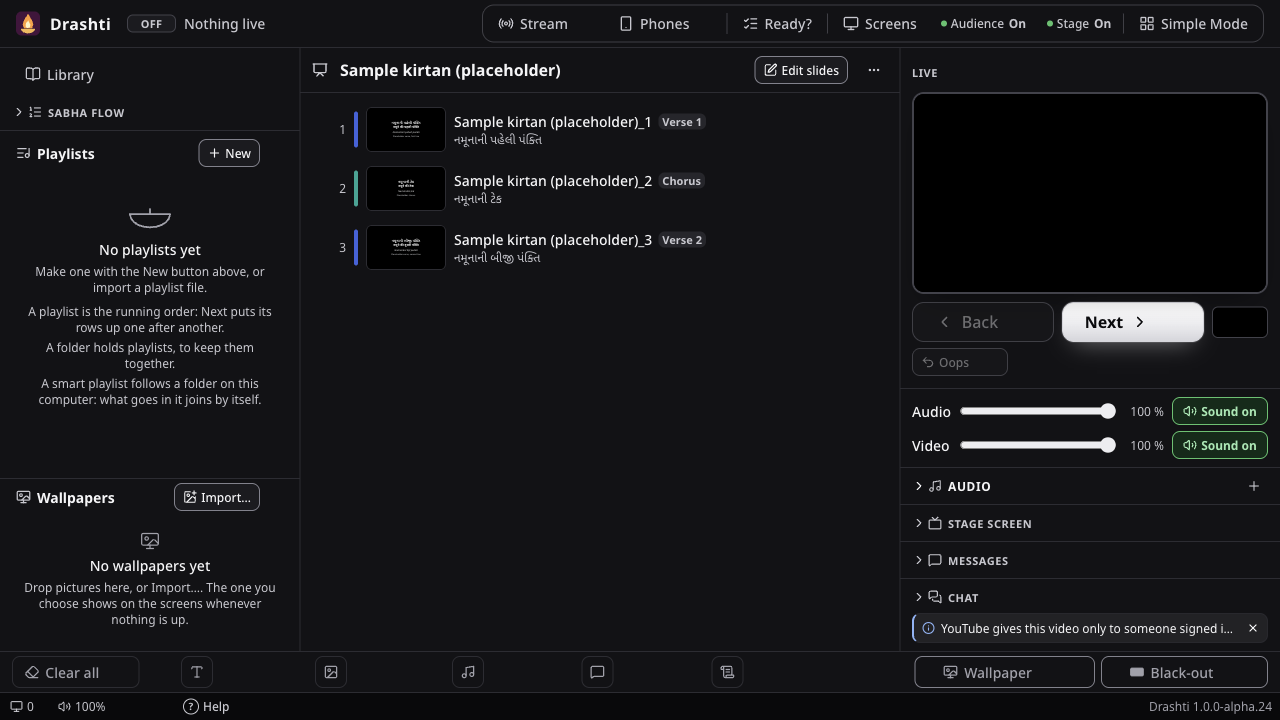 Drashti
OFF
Nothing live
Stream
Phones
Ready?
Screens
Audience On
Stage On
Simple Mode
Library
SABHA FLOW
Playlists
New
No playlists yet
Make one with the New button above, or
import a playlist file.
A playlist is the running order: Next puts its
rows up one after another.
A folder holds playlists, to keep them
together.
A smart playlist follows a folder on this
computer: what goes in it joins by itself.
Wallpapers
Import...
No wallpapers yet
Drop pictures here, or Import…. The one you
choose shows on the screens whenever
nothing is up.
Sample kirtan (placeholder)
Edit slides
1
Sample kirtan (placeholder)_1
Verse 1
નમૂનાની પહેલી પંક્તિ
2
Sample kirtan (placeholder)_2
Chorus
નમૂનાની ટેક
3
Sample kirtan (placeholder)_3
Verse 2
નમૂનાની બીજી પંક્તિ
LIVE
Back
Next
Oops
Audio
100 %
Sound on
Video
100 %
Sound on
AUDIO
STAGE SCREEN
MESSAGES
CHAT
YouTube gives this video only to someone signed i...
Clear all
Wallpaper
Black-out
0
100%
Help
Drashti 1.0.0-alpha.24